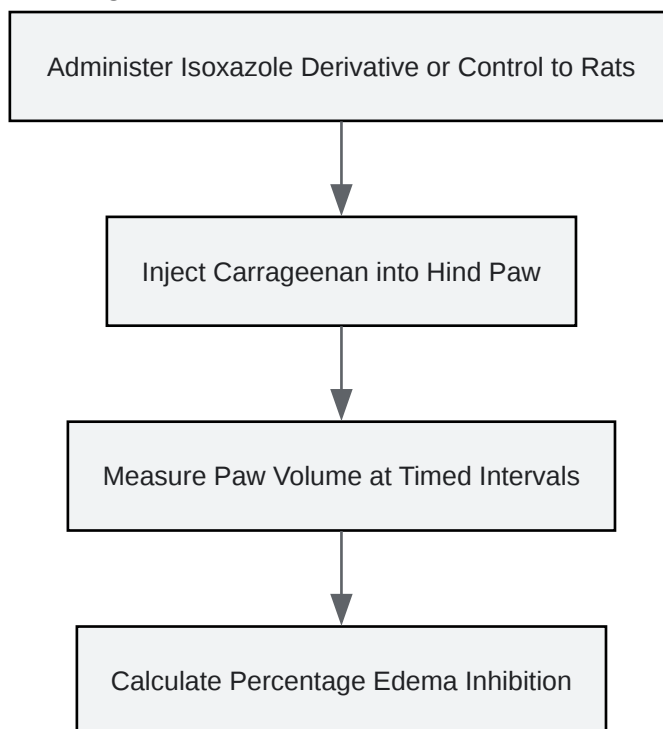 Administer Isoxazole Derivative or Control to Rats
Inject Carrageenan into Hind Paw
Measure Paw Volume at Timed Intervals
Calculate Percentage Edema Inhibition